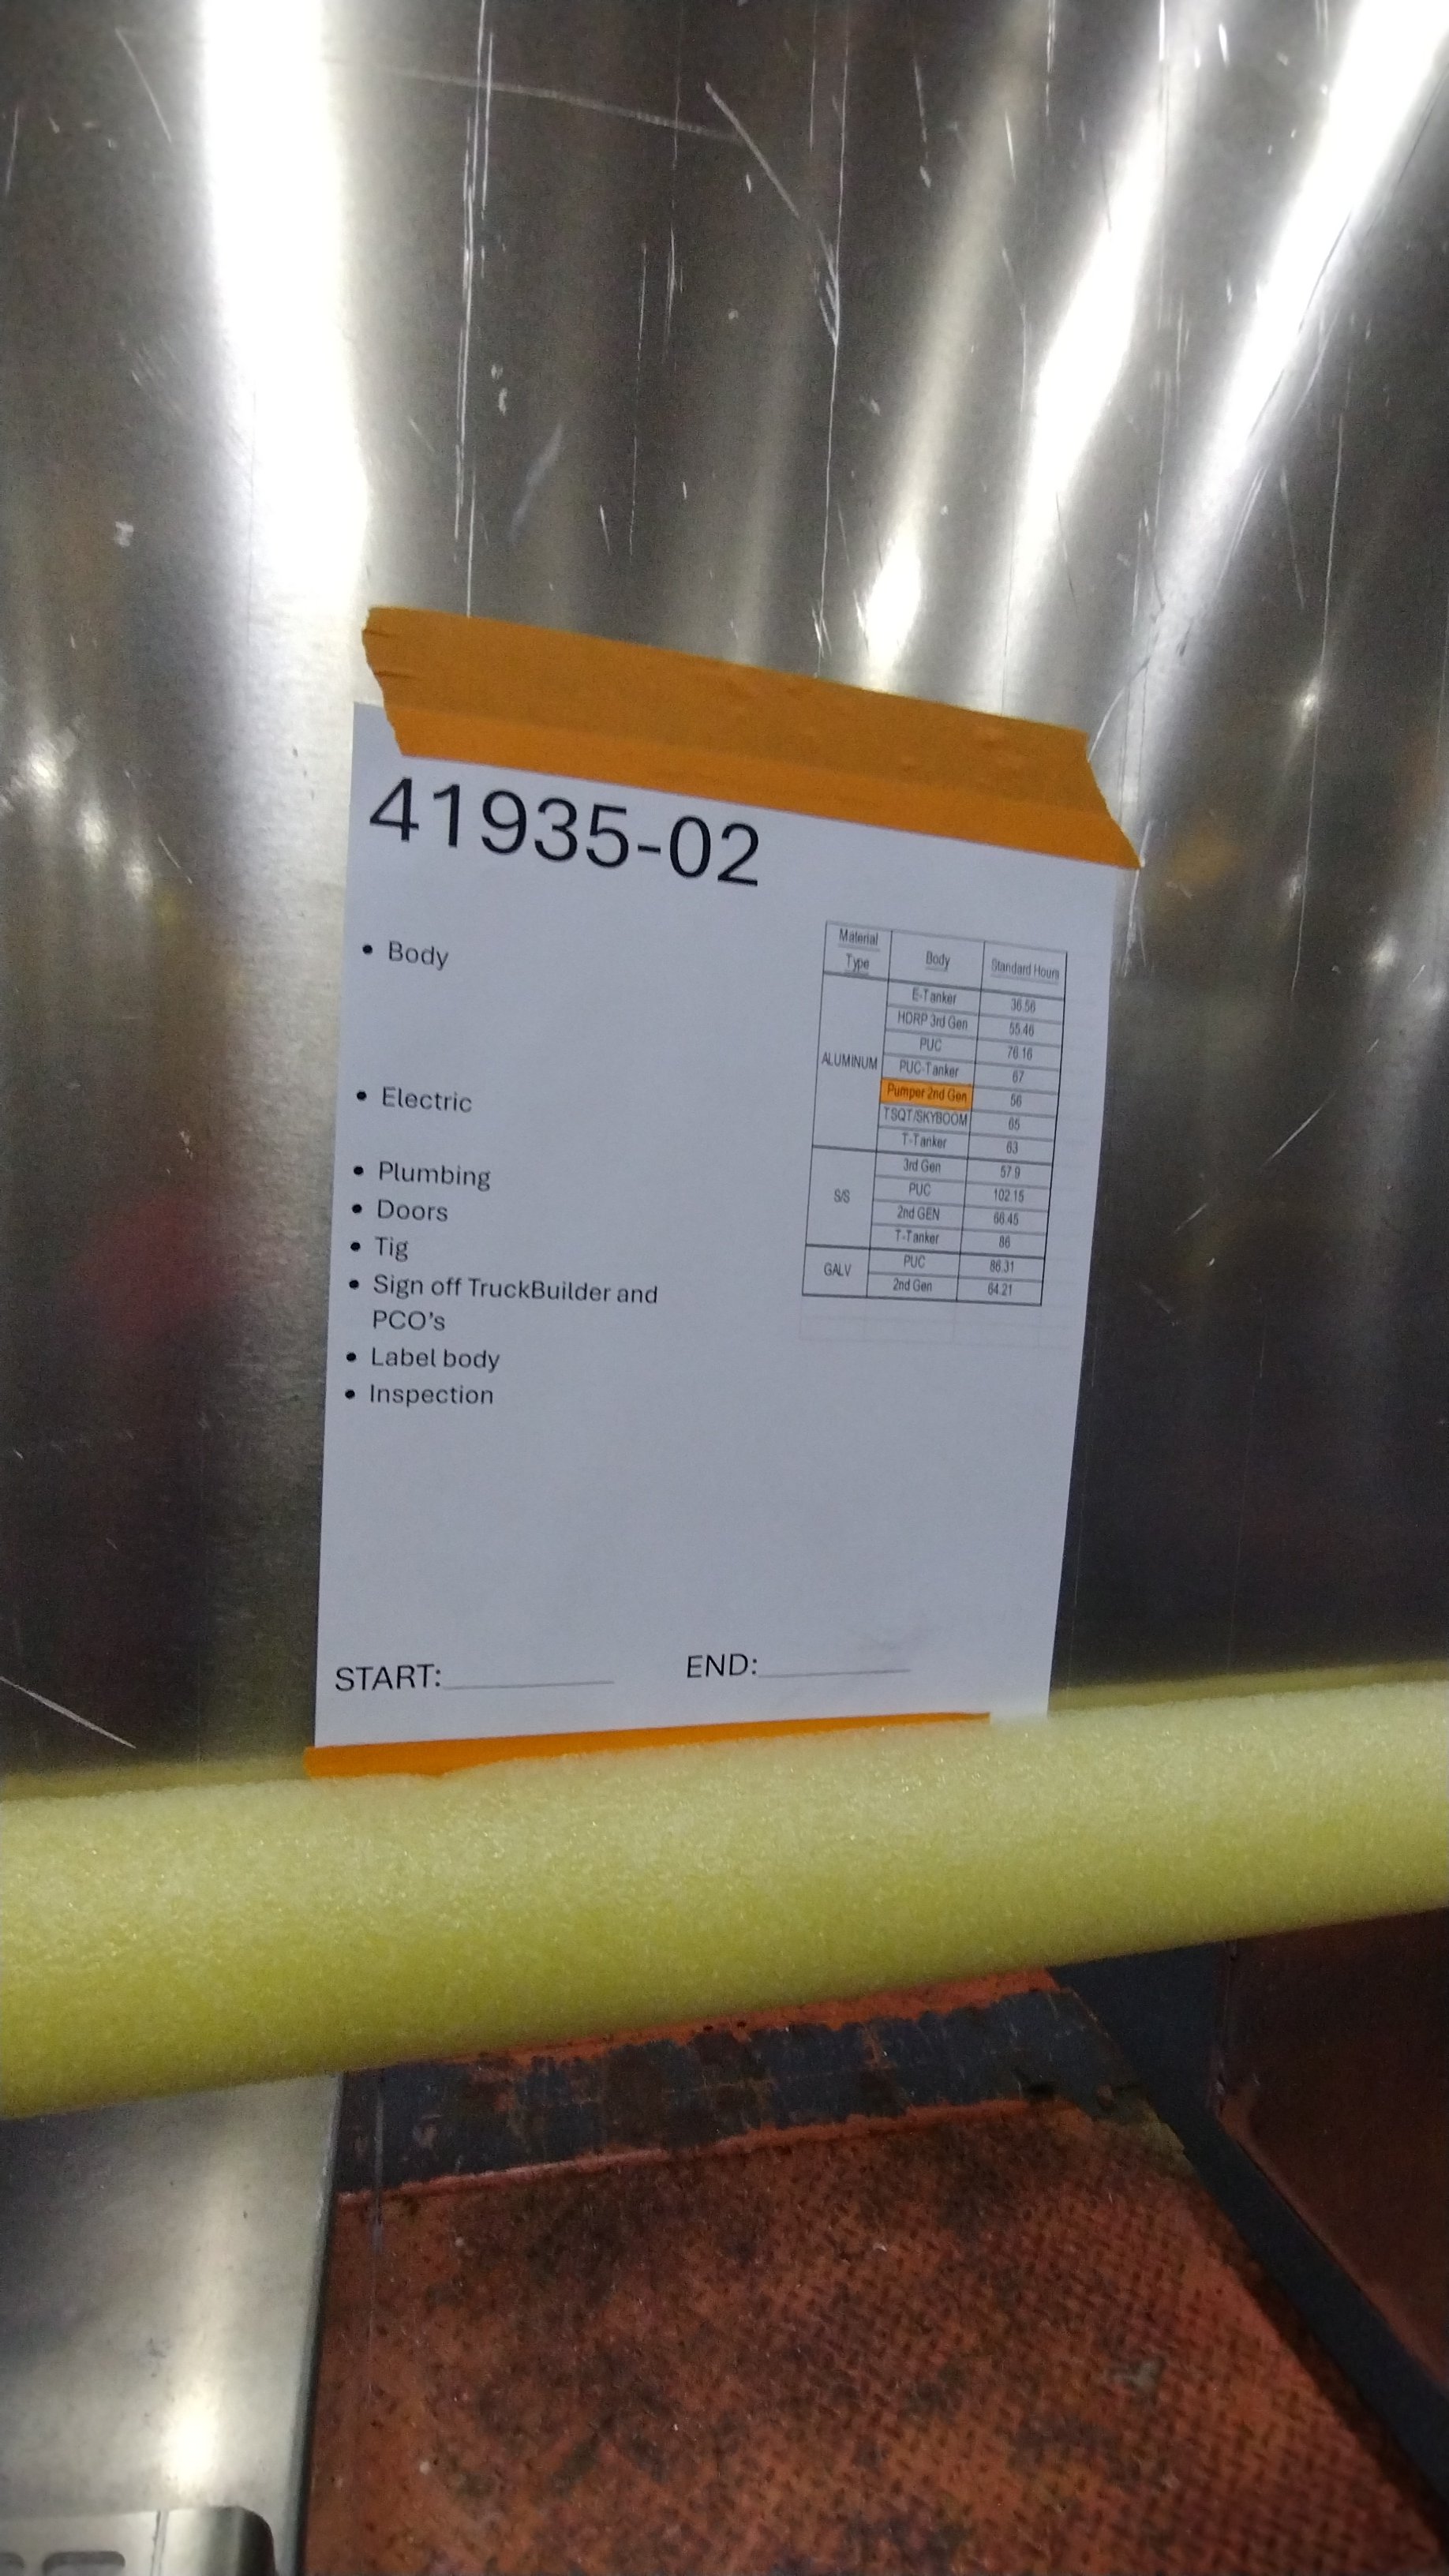 41935-02
• Body
• Electric
• Plumbing
• Doors
• Tig
• Sign off TruckBuilder and
PCO's
• Label body
• Inspection
Material Type Body Standard Hours
ALUMINUM
E-Tanker 36.56
HDRP 3rd Gen 55.46
PUC 76.16
PUC-Tanker 67
Pumper 2nd Gen 56
TSQT/SKYBOOM 65
T-Tanker 63
S/S
3rd Gen 57.9
PUC 102.15
2nd GEN 66.45
T-Tanker 86
GALV
PUC 86.31
2nd Gen 64.21
START:__________ END:__________